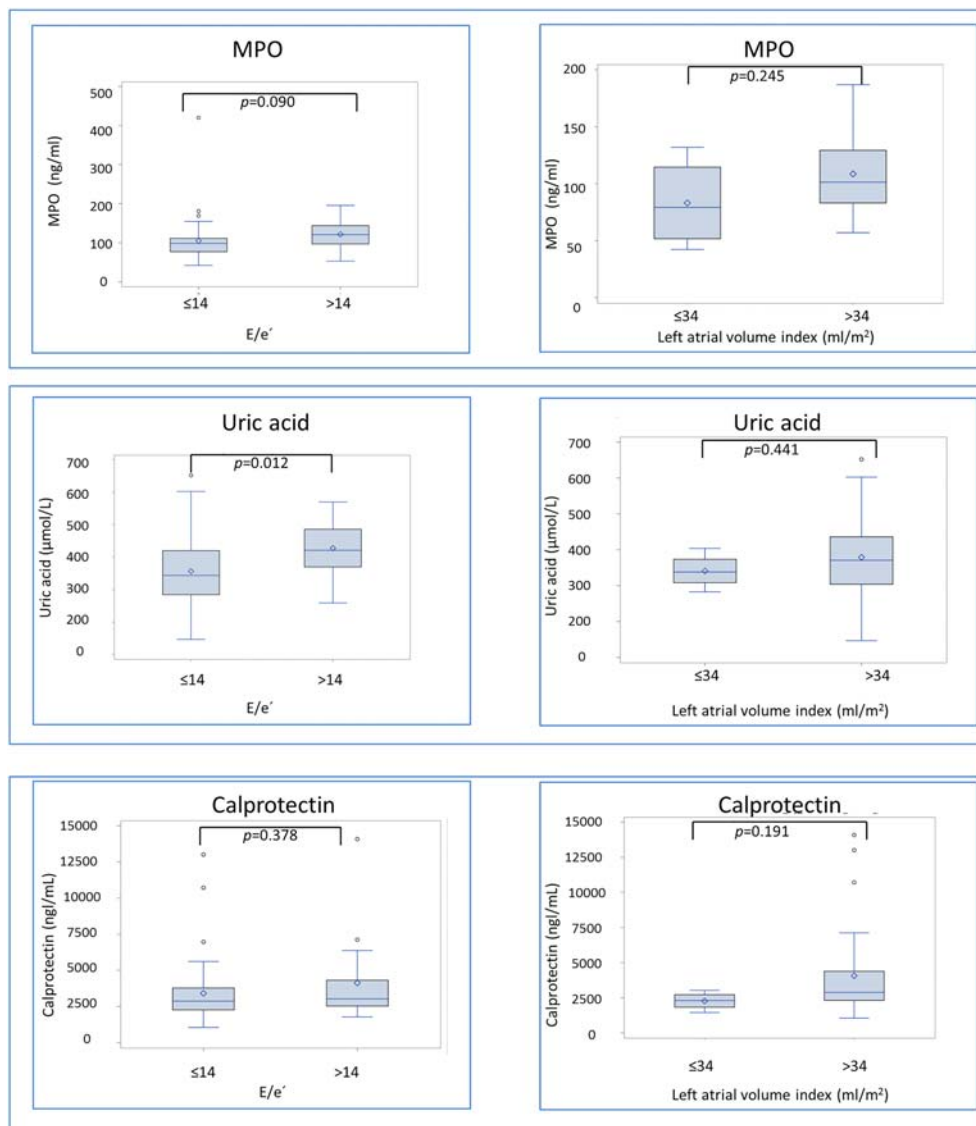 MPO
p=0.090
500
400
300
200
100
0
MPO (ng/ml)
≤14 >14
E/e´
MPO
p=0.245
200
150
100
50
0
MPO (ng/ml)
≤34 >34
Left atrial volume index (ml/m²)
Uric acid
p=0.012
700
600
500
400
300
200
100
0
Uric acid (µmol/L)
≤14 >14
E/e´
Uric acid
p=0.441
700
600
500
400
300
200
100
0
Uric acid (µmol/L)
≤34 >34
Left atrial volume index (ml/m²)
Calprotectin
p=0.378
15000
12500
10000
7500
5000
2500
0
Calprotectin (ngl/mL)
≤14 >14
E/e´
Calprotectin
p=0.191
15000
12500
10000
7500
5000
2500
0
Calprotectin (ngl/mL)
≤34 >34
Left atrial volume index (ml/m²)